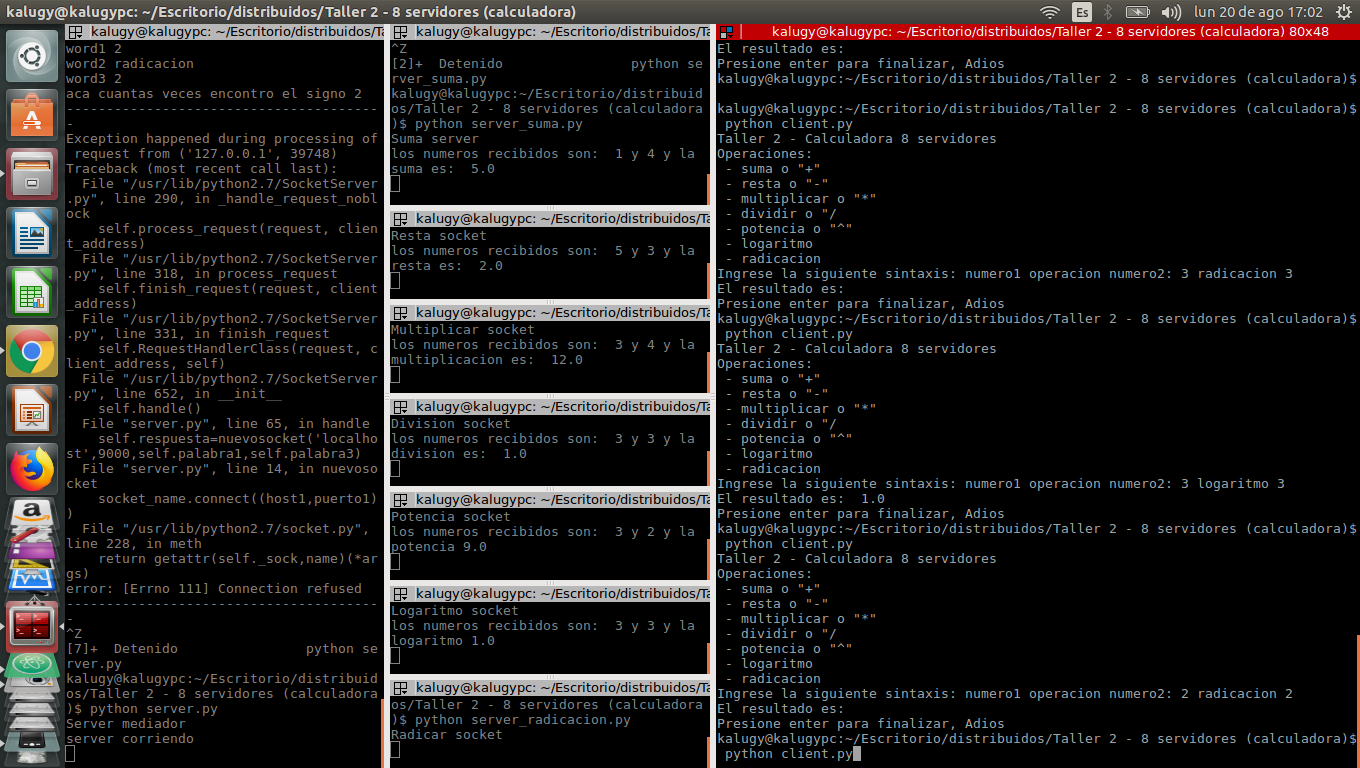 kalugy@kalugypc: ~/Escritorio/distribuidos/Taller 2 - 8 servidores (calculadora)
Es
lun 20 de ago 17:02
kalugy@kalugypc: ~/Escritorio/distribuidos/Ta
word1 2
word2 radicacion
word3 2
aca cuantas veces encontro el signo 2
----------------------------------------
-
Exception happened during processing of
 request from ('127.0.0.1', 39748)
Traceback (most recent call last):
  File "/usr/lib/python2.7/SocketServer
.py", line 290, in _handle_request_nobl
ock
    self.process_request(request, clien
t_address)
  File "/usr/lib/python2.7/SocketServer
.py", line 318, in process_request
    self.finish_request(request, client
_address)
  File "/usr/lib/python2.7/SocketServer
.py", line 331, in finish_request
    self.RequestHandlerClass(request, c
lient_address, self)
  File "/usr/lib/python2.7/SocketServer
.py", line 652, in __init__
    self.handle()
  File "server.py", line 65, in handle
    self.respuesta=nuevosocket('localho
st',9000,self.palabra1,self.palabra3)
  File "server.py", line 14, in nuevoso
cket
    socket_name.connect((host1,puerto1)
)
  File "/usr/lib/python2.7/socket.py",
line 228, in meth
    return getattr(self._sock,name)(*ar
gs)
error: [Errno 111] Connection refused
----------------------------------------
-
^Z
[7]+  Detenido                python se
rver.py
kalugy@kalugypc:~/Escritorio/distribuid
os/Taller 2 - 8 servidores (calculadora
)$ python server.py
Server mediador
server corriendo
kalugy@kalugypc: ~/Escritorio/distribuidos/Ta
^Z
[2]+  Detenido                python se
rver_suma.py
kalugy@kalugypc:~/Escritorio/distribuid
os/Taller 2 - 8 servidores (calculadora
)$ python server_suma.py
Suma server
los numeros recibidos son:  1 y 4 y la
suma es:  5.0
kalugy@kalugypc: ~/Escritorio/distribuidos/Ta
Resta socket
los numeros recibidos son:  5 y 3 y la
resta es:  2.0
kalugy@kalugypc: ~/Escritorio/distribuidos/Ta
Multiplicar socket
los numeros recibidos son:  3 y 4 y la
multiplicacion es:  12.0
kalugy@kalugypc: ~/Escritorio/distribuidos/Ta
Division socket
los numeros recibidos son:  3 y 3 y la
division es:  1.0
kalugy@kalugypc: ~/Escritorio/distribuidos/Ta
Potencia socket
los numeros recibidos son:  3 y 2 y la
potencia 9.0
kalugy@kalugypc: ~/Escritorio/distribuidos/Ta
Logaritmo socket
los numeros recibidos son:  3 y 3 y la
logaritmo 1.0
kalugy@kalugypc: ~/Escritorio/distribuidos/Ta
os/Taller 2 - 8 servidores (calculadora
)$ python server_radicacion.py
Radicar socket
kalugy@kalugypc: ~/Escritorio/distribuidos/Taller 2 - 8 servidores (calculadora) 80x48
El resultado es:
Presione enter para finalizar, Adios
kalugy@kalugypc:~/Escritorio/distribuidos/Taller 2 - 8 servidores (calculadora)$
kalugy@kalugypc:~/Escritorio/distribuidos/Taller 2 - 8 servidores (calculadora)$
 python client.py
Taller 2 - Calculadora 8 servidores
Operaciones:
 - suma o "+"
 - resta o "-"
 - multiplicar o "*"
 - dividir o "/
 - potencia o "^"
 - logaritmo
 - radicacion
Ingrese la siguiente sintaxis: numero1 operacion numero2: 3 radicacion 3
El resultado es:
Presione enter para finalizar, Adios
kalugy@kalugypc:~/Escritorio/distribuidos/Taller 2 - 8 servidores (calculadora)$
 python client.py
Taller 2 - Calculadora 8 servidores
Operaciones:
 - suma o "+"
 - resta o "-"
 - multiplicar o "*"
 - dividir o "/
 - potencia o "^"
 - logaritmo
 - radicacion
Ingrese la siguiente sintaxis: numero1 operacion numero2: 3 logaritmo 3
El resultado es:  1.0
Presione enter para finalizar, Adios
kalugy@kalugypc:~/Escritorio/distribuidos/Taller 2 - 8 servidores (calculadora)$
 python client.py
Taller 2 - Calculadora 8 servidores
Operaciones:
 - suma o "+"
 - resta o "-"
 - multiplicar o "*"
 - dividir o "/
 - potencia o "^"
 - logaritmo
 - radicacion
Ingrese la siguiente sintaxis: numero1 operacion numero2: 2 radicacion 2
El resultado es:
Presione enter para finalizar, Adios
kalugy@kalugypc:~/Escritorio/distribuidos/Taller 2 - 8 servidores (calculadora)$
 python client.py